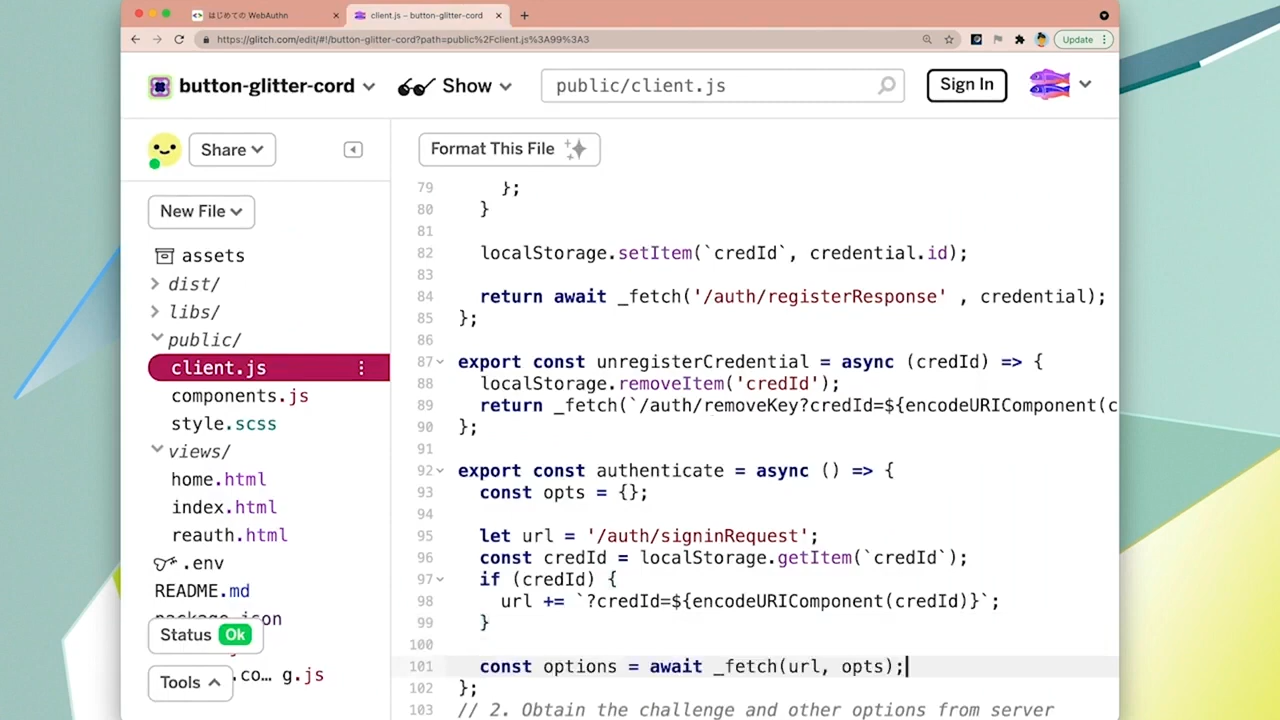 はじめての WebAuthn
client.js – button-glitter-cord
https://glitch.com/edit/#!/button-glitter-cord?path=public%2Fclient.js%3A99%3A3
Update
button-glitter-cord
Show
public/client.js
Sign In
Share
Format This File
New File
assets
dist/
libs/
public/
client.js
components.js
style.scss
views/
home.html
index.html
reauth.html
.env
README.md
package.json
Status Ok
.co… g.js
Tools
79 };
80 }
81
82 localStorage.setItem(`credId`, credential.id);
83
84 return await _fetch('/auth/registerResponse' , credential);
85 };
86
87 export const unregisterCredential = async (credId) => {
88 localStorage.removeItem('credId');
89 return _fetch(`/auth/removeKey?credId=${encodeURIComponent(c
90 };
91
92 export const authenticate = async () => {
93 const opts = {};
94
95 let url = '/auth/signinRequest';
96 const credId = localStorage.getItem(`credId`);
97 if (credId) {
98 url += `?credId=${encodeURIComponent(credId)}`;
99 }
100
101 const options = await _fetch(url, opts);
102 };
103 // 2. Obtain the challenge and other options from server